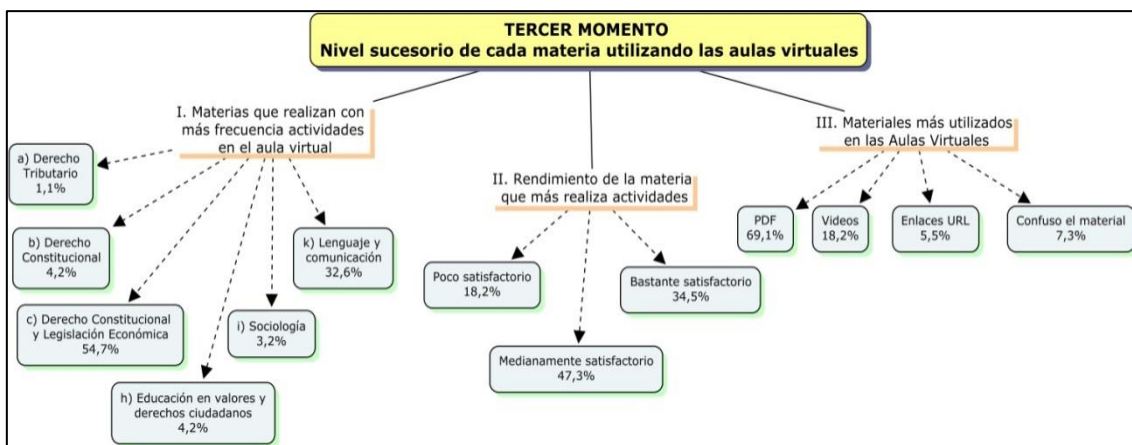 TERCER MOMENTO
Nivel sucesorio de cada materia utilizando las aulas virtuales
I. Materias que realizan con
más frecuencia actividades
en el aula virtual
a) Derecho
Tributario
1,1%
b) Derecho
Constitucional
4,2%
c) Derecho Constitucional
y Legislación Económica
54,7%
h) Educación en valores y
derechos ciudadanos
4,2%
i) Sociología
3,2%
k) Lenguaje y
comunicación
32,6%
II. Rendimiento de la materia
que más realiza actividades
Poco satisfactorio
18,2%
Medianamente satisfactorio
47,3%
Bastante satisfactorio
34,5%
III. Materiales más utilizados
en las Aulas Virtuales
PDF
69,1%
Videos
18,2%
Enlaces URL
5,5%
Confuso el material
7,3%